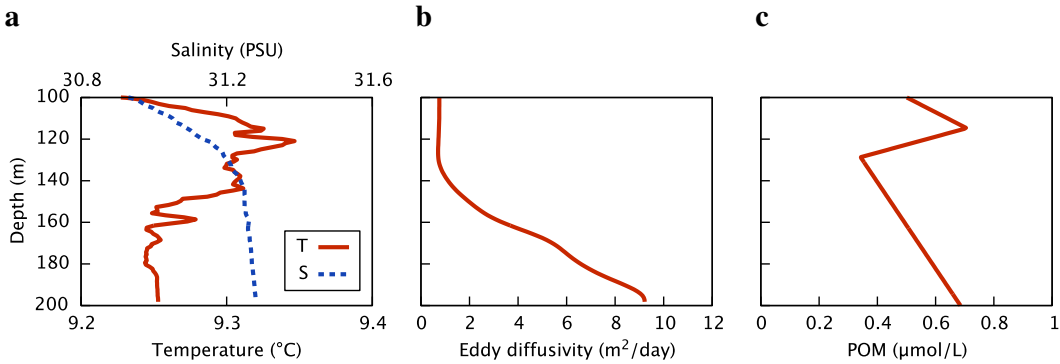 a
b
c
Salinity (PSU)
30.8 31.2 31.6
100
120
140
160
180
200
Depth (m)
T
S
9.2 9.3 9.4
Temperature (°C)
0 2 4 6 8 10 12
Eddy diffusivity (m²/day)
0 0.2 0.4 0.6 0.8 1
POM (μmol/L)